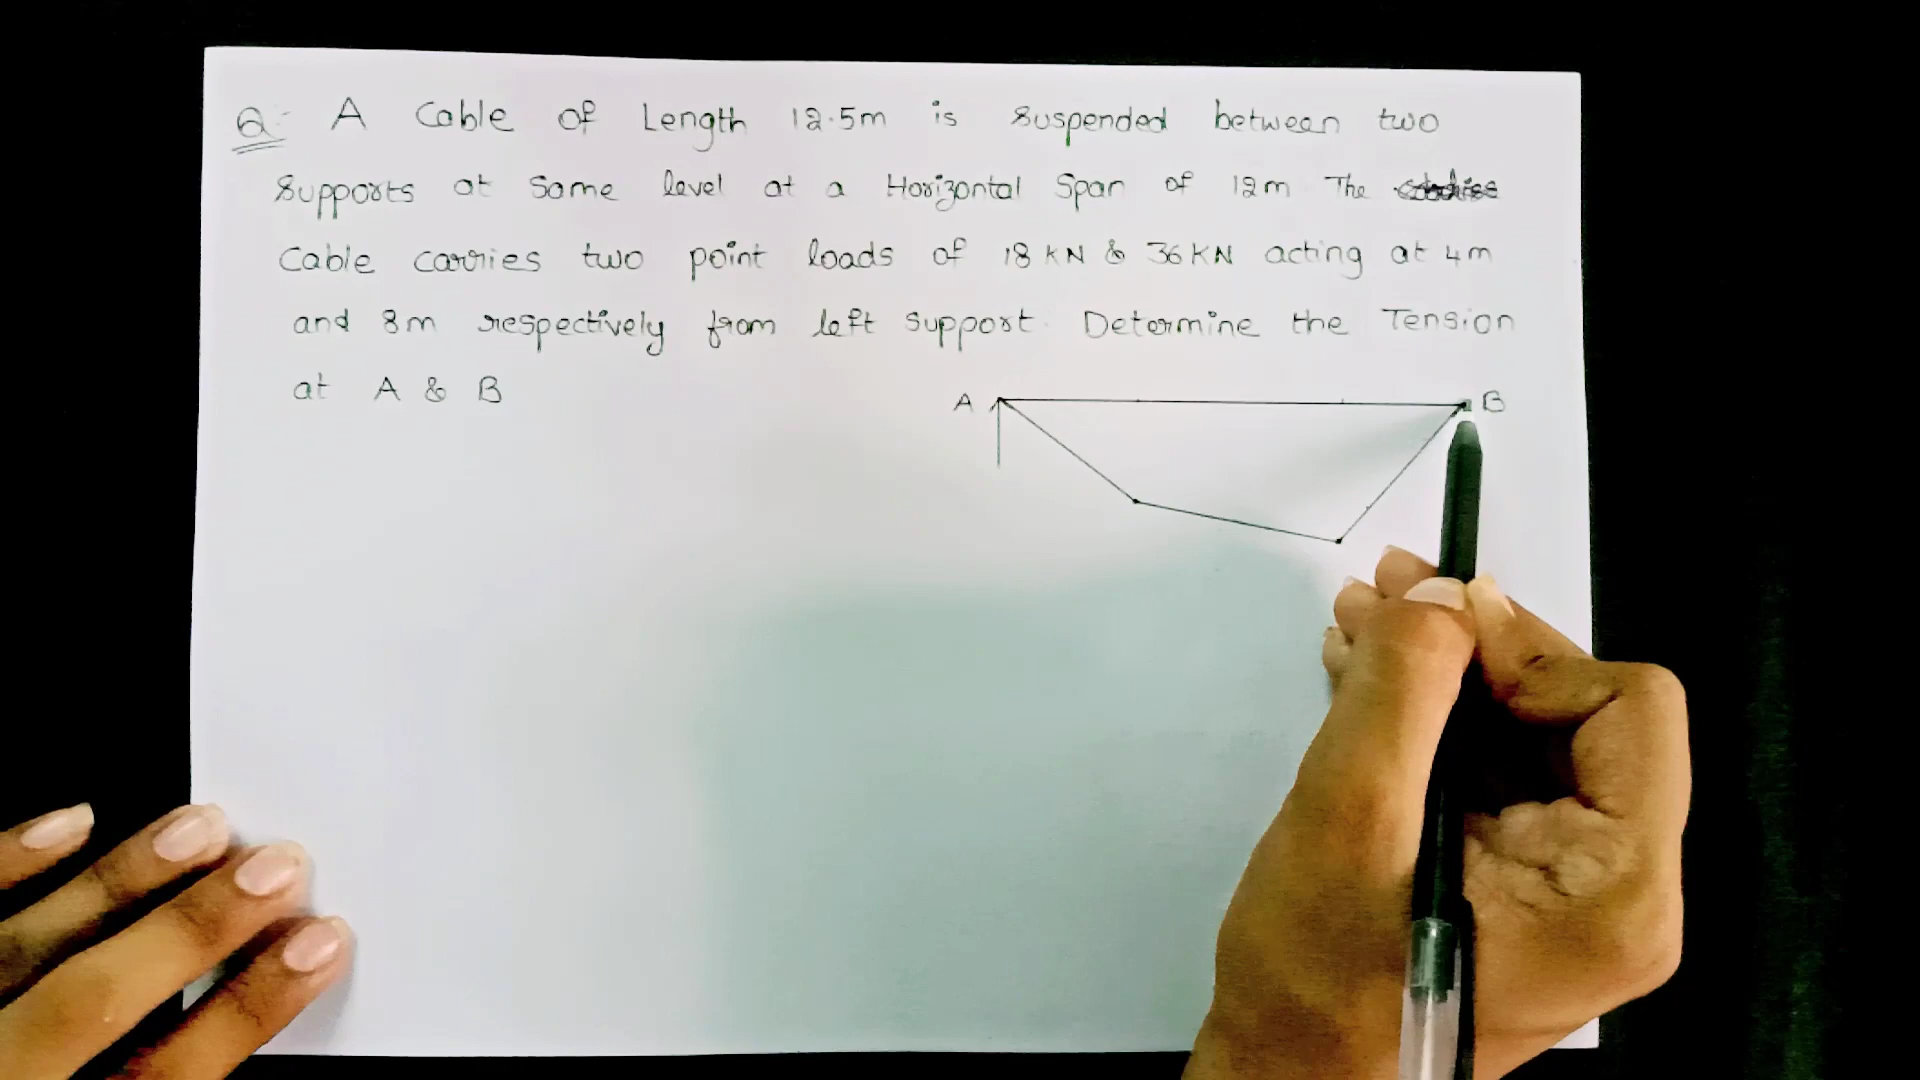 Q: A Cable of Length 12.5m is suspended between two
supports at same level at a Horizontal Span of 12m The
Cable carries two point loads of 18 KN & 36 KN acting at 4m
and 8m respectively from left support. Determine the Tension
at A & B
A B